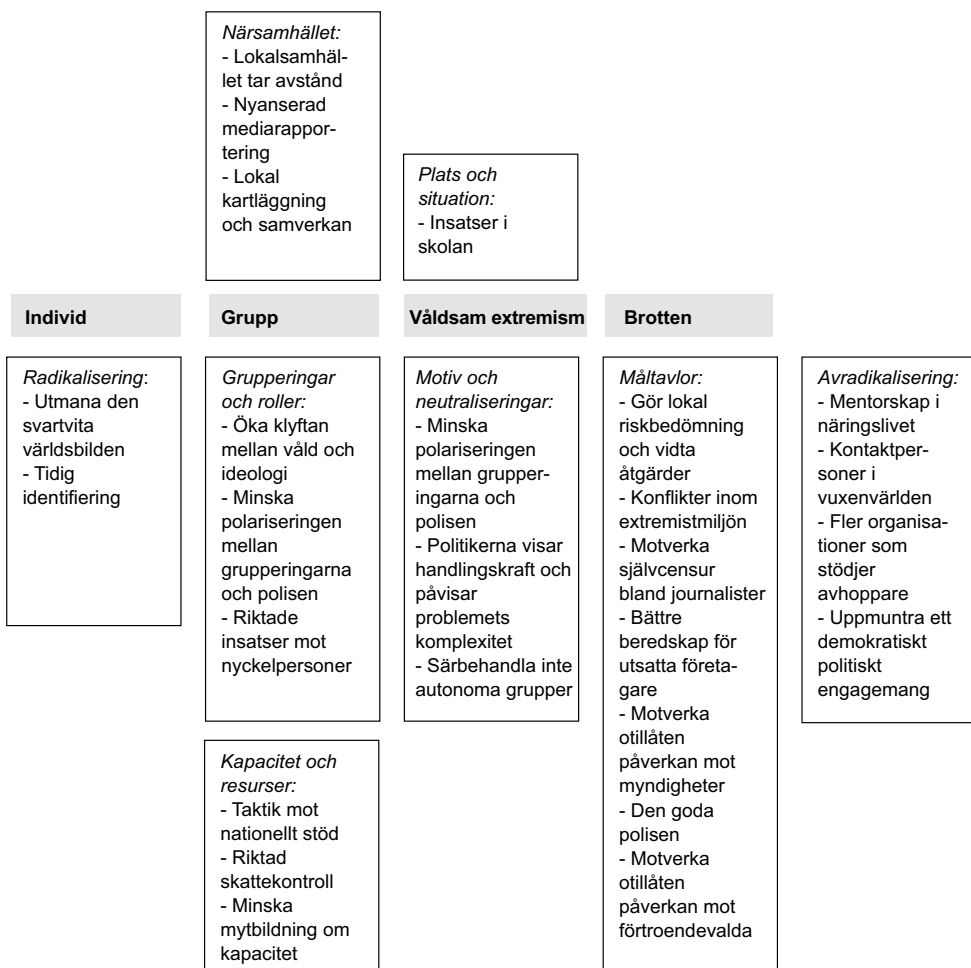 Närsamhället:
- Lokalsamhäl-
let tar avstånd
- Nyanserad
mediarappor-
tering
- Lokal
kartläggning
och samverkan
Plats och
situation:
- Insatser i
skolan
Individ
Grupp
Våldsam extremism
Brotten
Radikalisering:
- Utmana den
svartvita
världsbilden
- Tidig
identifiering
Grupperingar
och roller:
- Öka klyftan
mellan våld och
ideologi
- Minska
polariseringen
mellan
grupperingarna
och polisen
- Riktade
insatser mot
nyckelpersoner
Kapacitet och
resurser:
- Taktik mot
nationellt stöd
- Riktad
skattekontroll
- Minska
mytbildning om
kapacitet
Motiv och
neutraliseringar:
- Minska
polariseringen
mellan grupper-
ingarna och
polisen
- Politikerna visar
handlingskraft och
påvisar
problemets
komplexitet
- Särbehandla inte
autonoma grupper
Måltavlor:
- Gör lokal
riskbedömning
och vidta
åtgärder
- Konflikter inom
extremistmiljön
- Motverka
självcensur
bland journalister
- Bättre
beredskap för
utsatta företa-
gare
- Motverka
otillåten
påverkan mot
myndigheter
- Den goda
polisen
- Motverka
otillåten
påverkan mot
förtroendevalda
Avradikalisering:
- Mentorskap i
näringslivet
- Kontaktper-
soner i
vuxenvärlden
- Fler organisa-
tioner som
stödjer
avhoppare
- Uppmuntra ett
demokratiskt
politiskt
engagemang